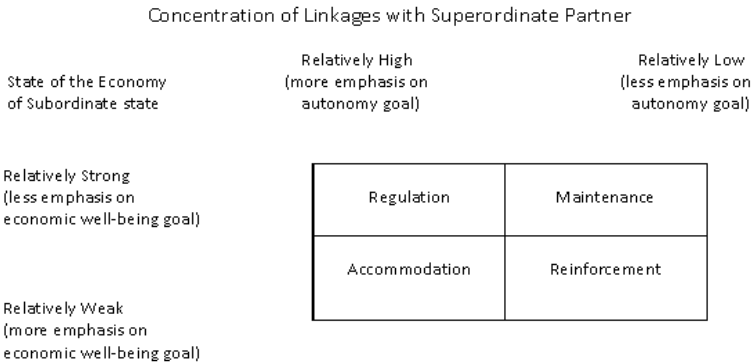 Concentration of Linkages with Superordinate Partner
State of the Economy
of Subordinate state
Relatively High
(more emphasis on
autonomy goal)
Relatively Low
(less emphasis on
autonomy goal)
Relatively Strong
(less emphasis on
economic well-being goal)
Regulation
Maintenance
Accommodation
Reinforcement
Relatively Weak
(more emphasis on
economic well-being goal)